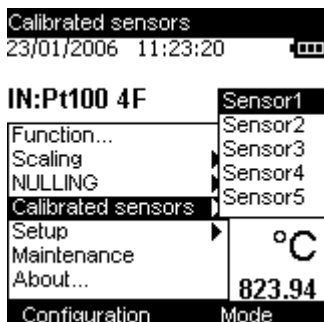 Calibrated sensors
23/01/2006 11:23:20
IN:Pt100 4F
Function...
Scaling
NULLING
Calibrated sensors
Setup
Maintenance
About...
Sensor1
Sensor2
Sensor3
Sensor4
Sensor5
°C
823.94
Configuration Mode